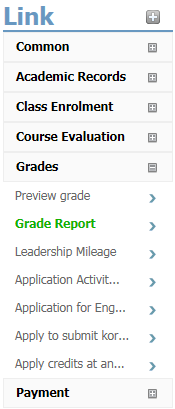 Link
Common
Academic Records
Class Enrolment
Course Evaluation
Grades
Preview grade
Grade Report
Leadership Mileage
Application Activit...
Application for Eng...
Apply to submit kor...
Apply credits at an...
Payment